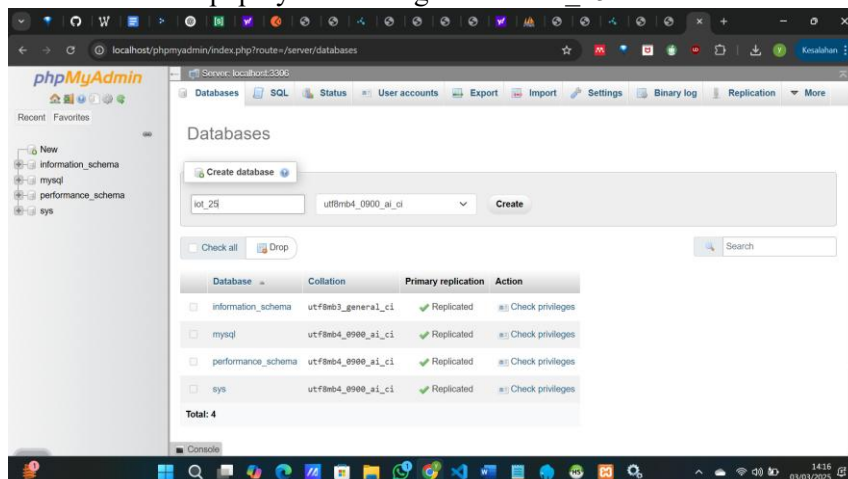 localhost/phpmyadmin/index.php?route=/server/databases
Kesalahan
phpMyAdmin
Recent Favorites
New
information_schema
mysql
performance_schema
sys
Server: localhost:3306
Databases SQL Status User accounts Export Import Settings Binary log Replication More
Databases
Create database
iot_25 utf8mb4_0900_ai_ci Create
Check all Drop Search
Database Collation Primary replication Action
information_schema utf8mb3_general_ci Replicated Check privileges
mysql utf8mb4_0900_ai_ci Replicated Check privileges
performance_schema utf8mb4_0900_ai_ci Replicated Check privileges
sys utf8mb4_0900_ai_ci Replicated Check privileges
Total: 4
Console
14:16
03/03/2025